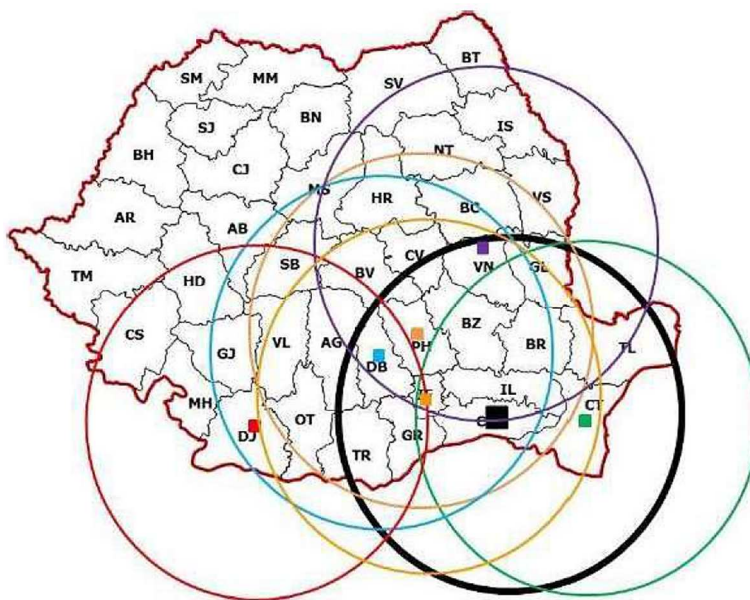 BT
SM MM SV
SJ BN IS
BH CJ NT
MS HR BC VS
AR AB
TM HD SB BV CV VN GL
CS GJ VL AG DB PH BZ BR TL
MH DJ OT TR GR IL CT